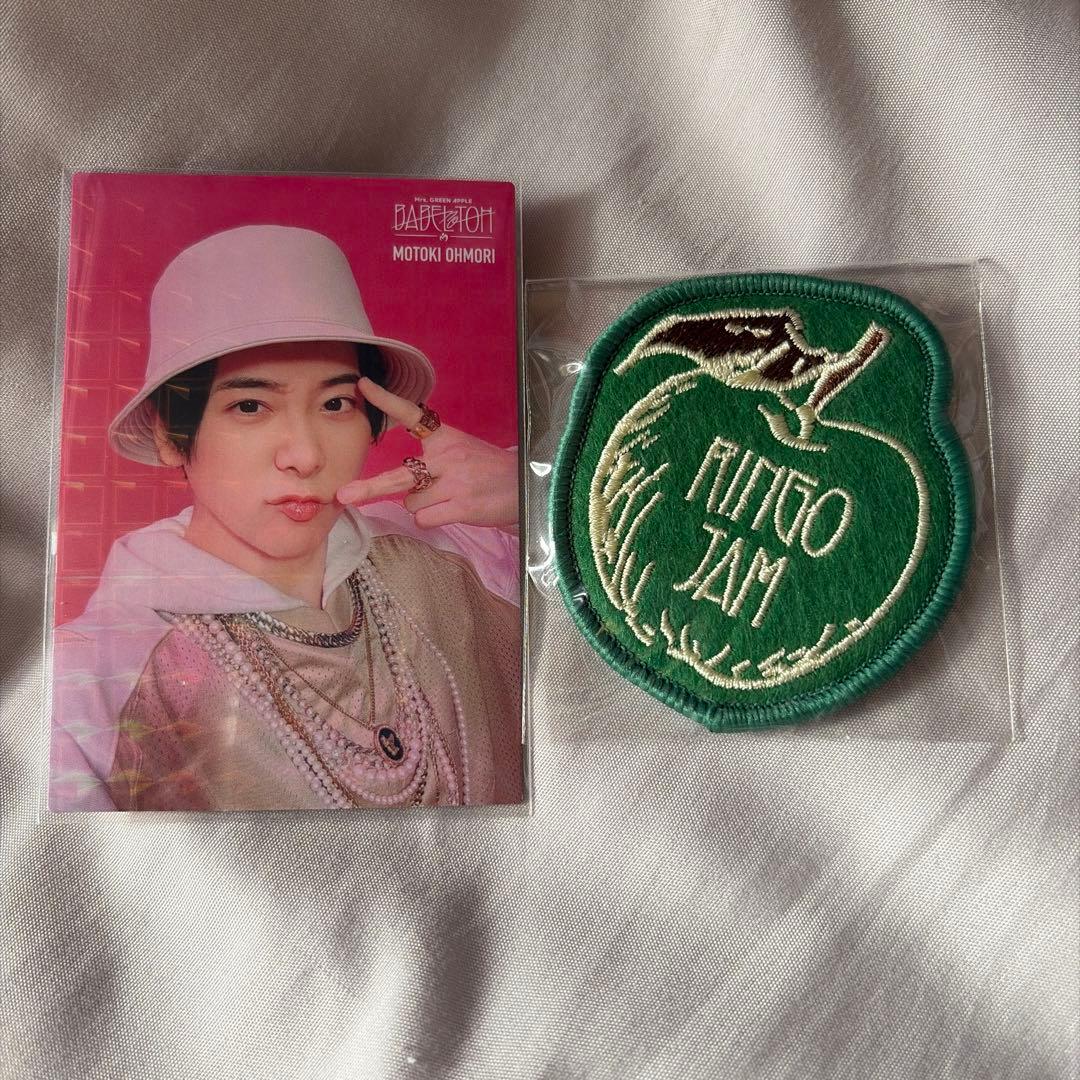 Mrs. GREEN APPLE
BABEL no TOH
MOTOKI OHMORI
RINGO
JAM